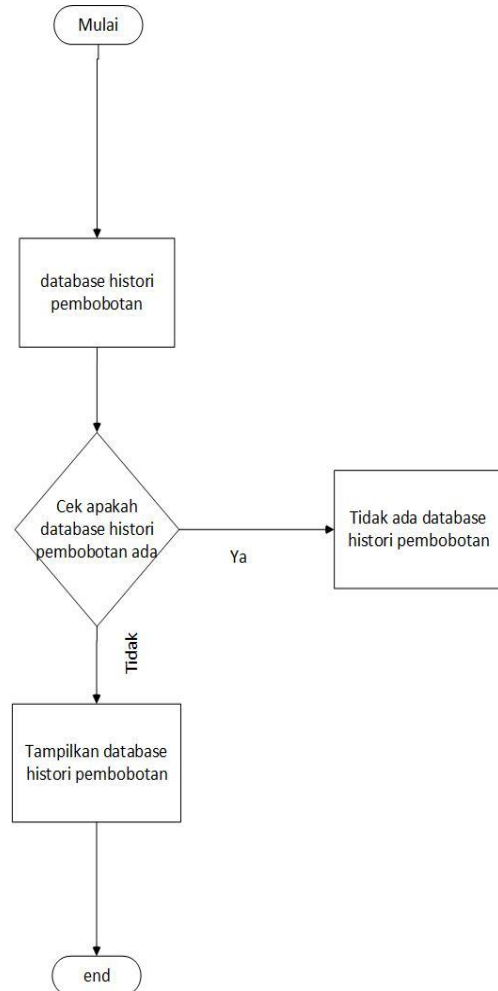 Mulai
database histori
pembobotan
Cek apakah
database histori
pembobotan ada
Ya
Tidak ada database
histori pembobotan
Tidak
Tampilkan database
histori pembobotan
end